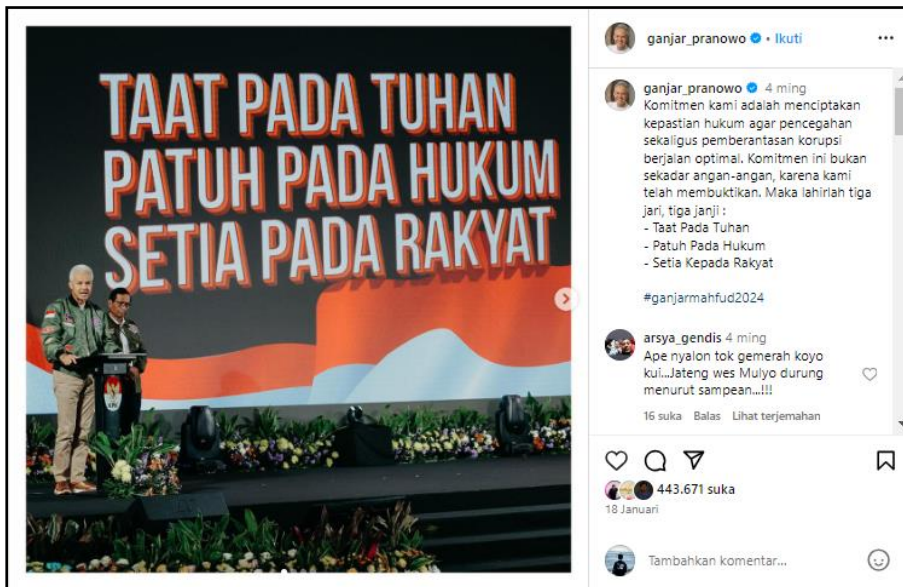 TAAT PADA TUHAN
PATUH PADA HUKUM
SETIA PADA RAKYAT
ganjar_pranowo • Ikuti
ganjar_pranowo 4 ming
Komitmen kami adalah menciptakan
kepastian hukum agar pencegahan
sekaligus pemberantasan korupsi
berjalan optimal. Komitmen ini bukan
sekadar angan-angan, karena kami
telah membuktikan. Maka lahirlah tiga
jari, tiga janji :
- Taat Pada Tuhan
- Patuh Pada Hukum
- Setia Kepada Rakyat
#ganjarmahfud2024
arsya_gendis 4 ming
Ape nyalon tok gemerah koyo
kui...Jateng wes Mulyo durung
menurut sampean...!!!
16 suka Balas Lihat terjemahan
443.671 suka
18 Januari
Tambahkan komentar...